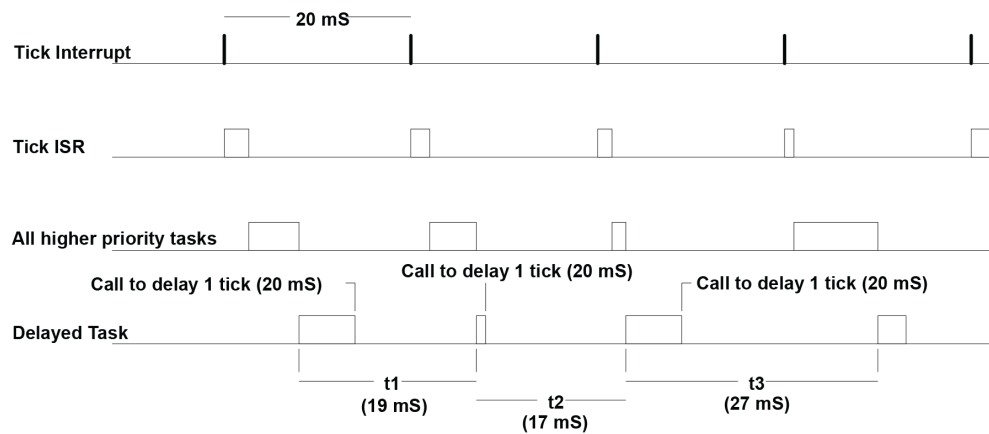 20 mS
Tick Interrupt
Tick ISR
All higher priority tasks
Call to delay 1 tick (20 mS)
Call to delay 1 tick (20 mS)
Call to delay 1 tick (20 mS)
Delayed Task
t1
(19 mS)
t2
(17 mS)
t3
(27 mS)